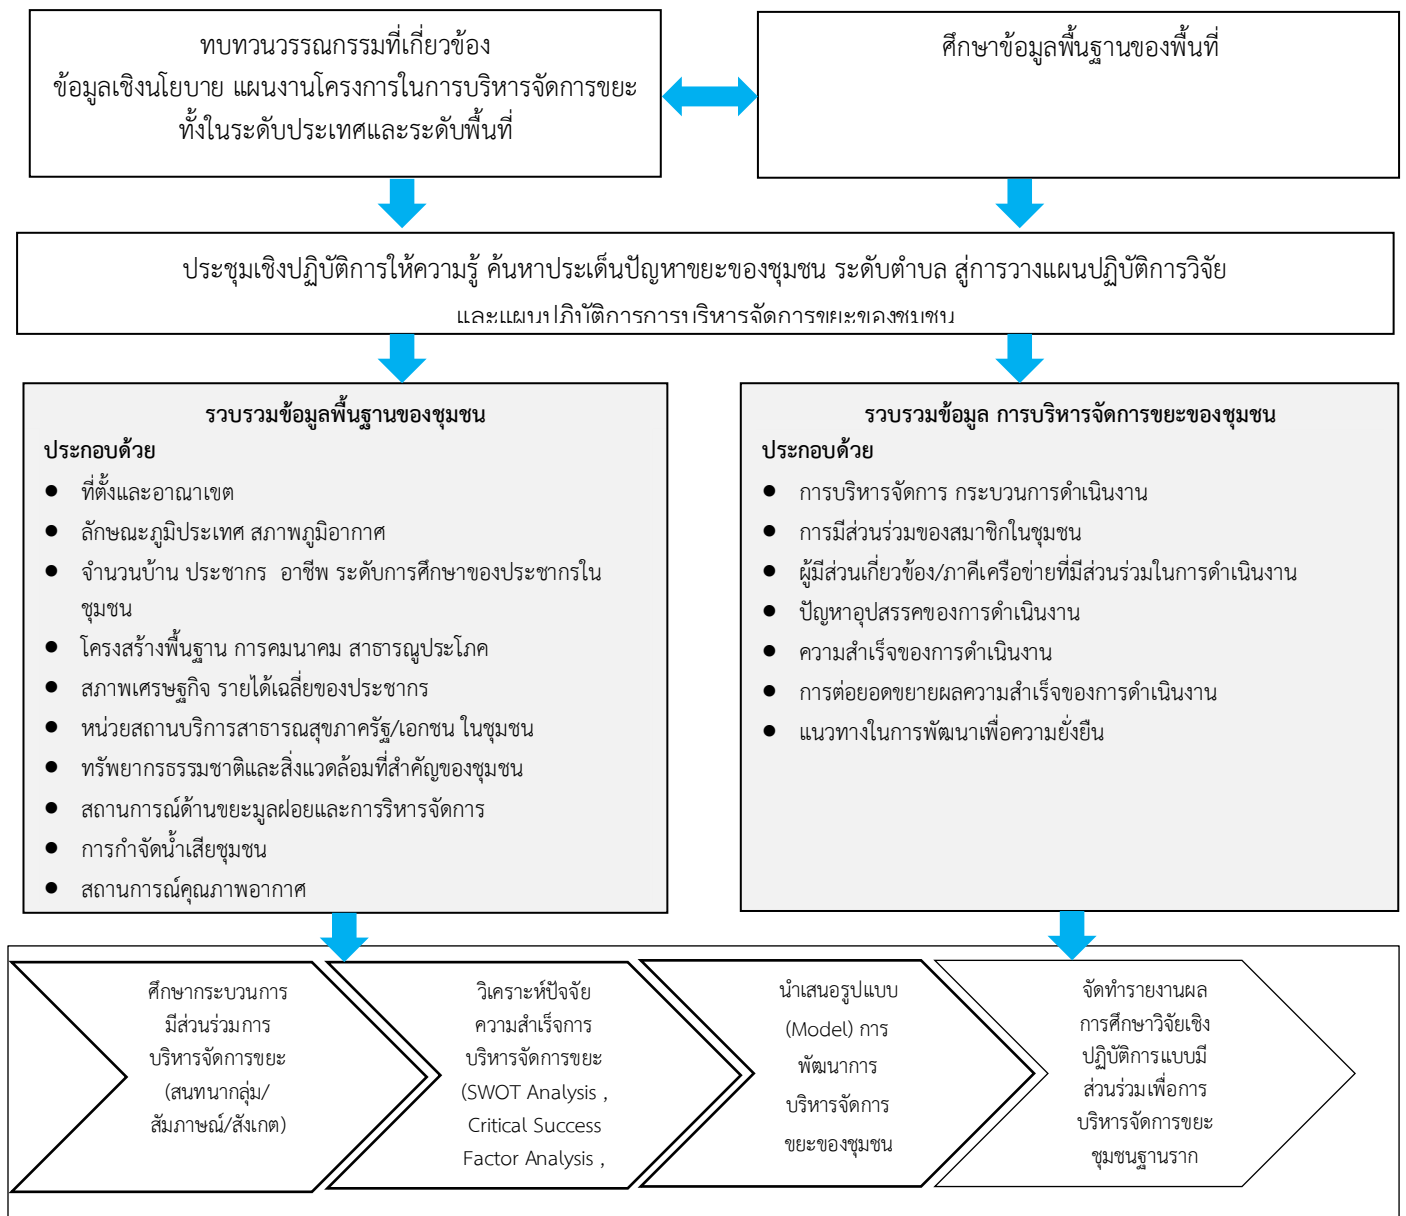 ทบทวนวรรณกรรมที่เกี่ยวข้อง
ข้อมูลเชิงนโยบาย แผนงานโครงการในการบริหารจัดการขยะ
ทั้งในระดับประเทศและระดับพื้นที่
ศึกษาข้อมูลพื้นฐานของพื้นที่
ประชุมเชิงปฏิบัติการให้ความรู้ ค้นหาประเด็นปัญหาขยะของชุมชน ระดับตำบล สู่การวางแผนปฏิบัติการวิจัย
และแผนปฏิบัติการการบริหารจัดการขยะของชุมชน
รวบรวมข้อมูลพื้นฐานของชุมชน
ประกอบด้วย
● ที่ตั้งและอาณาเขต
● ลักษณะภูมิประเทศ สภาพภูมิอากาศ
● จำนวนบ้าน ประชากร อาชีพ ระดับการศึกษาของประชากรใน
ชุมชน
● โครงสร้างพื้นฐาน การคมนาคม สาธารณูประโภค
● สภาพเศรษฐกิจ รายได้เฉลี่ยของประชากร
● หน่วยสถานบริการสาธารณสุขภาครัฐ/เอกชน ในชุมชน
● ทรัพยากรธรรมชาติและสิ่งแวดล้อมที่สำคัญของชุมชน
● สถานการณ์ด้านขยะมูลฝอยและการริหารจัดการ
● การกำจัดน้ำเสียชุมชน
● สถานการณ์คุณภาพอากาศ
รวบรวมข้อมูล การบริหารจัดการขยะของชุมชน
ประกอบด้วย
● การบริหารจัดการ กระบวนการดำเนินงาน
● การมีส่วนร่วมของสมาชิกในชุมชน
● ผู้มีส่วนเกี่ยวข้อง/ภาคีเครือข่ายที่มีส่วนร่วมในการดำเนินงาน
● ปัญหาอุปสรรคของการดำเนินงาน
● ความสำเร็จของการดำเนินงาน
● การต่อยอดขยายผลความสำเร็จของการดำเนินงาน
● แนวทางในการพัฒนาเพื่อความยั่งยืน
ศึกษากระบวนการ
มีส่วนร่วมการ
บริหารจัดการขยะ
(สนทนากลุ่ม/
สัมภาษณ์/สังเกต)
วิเคราะห์ปัจจัย
ความสำเร็จการ
บริหารจัดการขยะ
(SWOT Analysis ,
Critical Success
Factor Analysis ,
นำเสนอรูปแบบ
(Model) การ
พัฒนาการ
บริหารจัดการ
ขยะของชุมชน
จัดทำรายงานผล
การศึกษาวิจัยเชิง
ปฏิบัติการแบบมี
ส่วนร่วมเพื่อการ
บริหารจัดการขยะ
ชุมชนฐานราก